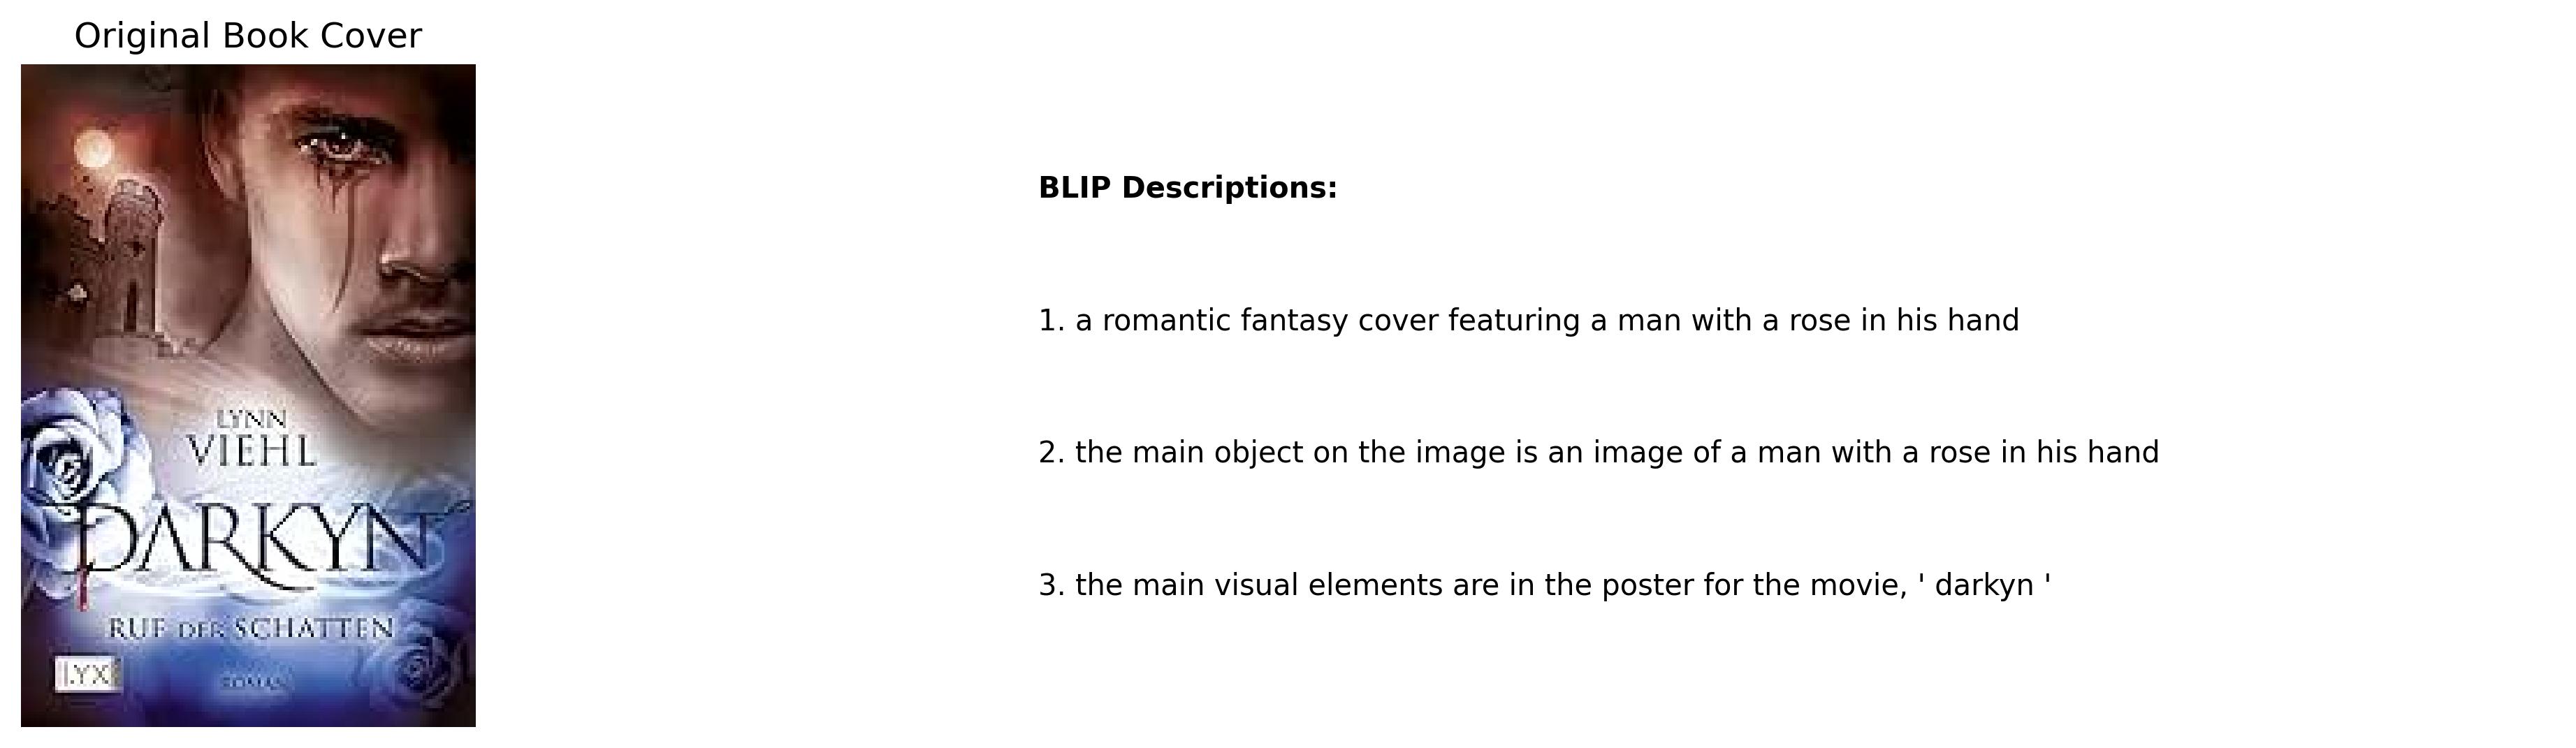 Original Book Cover
LYNN
VIEHL
DARKYN
RUF DER SCHATTEN
LYX
ROMAN
BLIP Descriptions:
1. a romantic fantasy cover featuring a man with a rose in his hand
2. the main object on the image is an image of a man with a rose in his hand
3. the main visual elements are in the poster for the movie, ' darkyn '